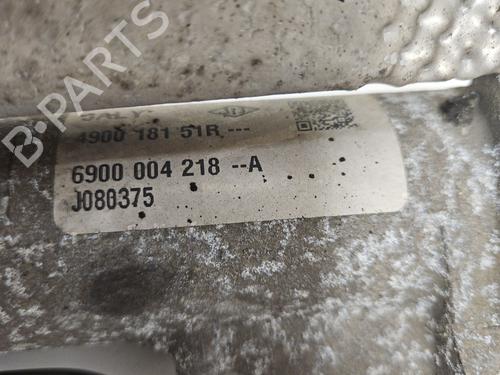 B-PARTS
4900 181 51R ---
6900 004 218 --A
J080375